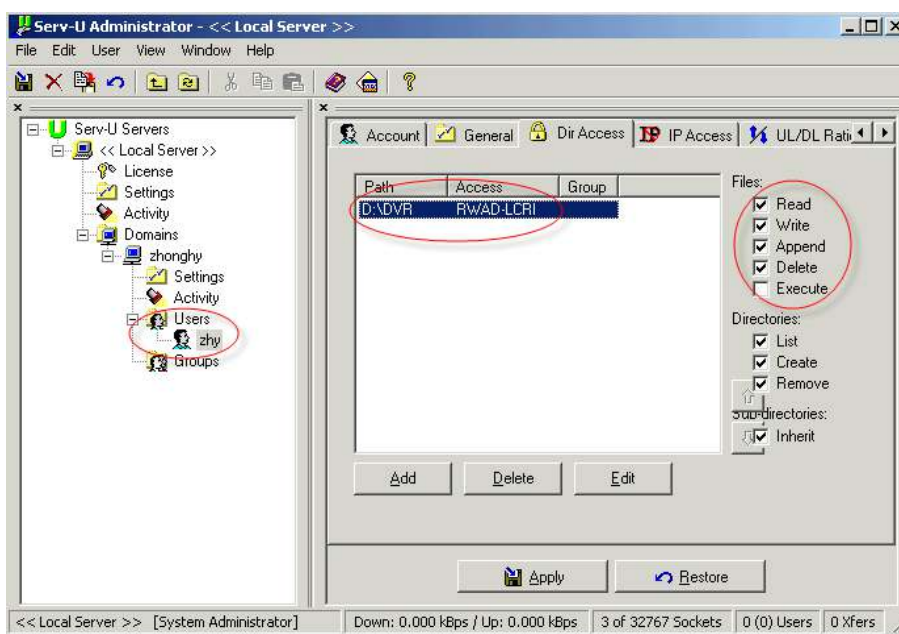 Serv-U Administrator - << Local Server >>
File Edit User View Window Help
Serv-U Servers
<< Local Server >>
License
Settings
Activity
Domains
zhonghy
Settings
Activity
Users
zhy
Groups
Account General Dir Access IP Access UL/DL Rati
Path Access Group
D:\DVR RWAD-LCRI
Files:
Read
Write
Append
Delete
Execute
Directories:
List
Create
Remove
Sub-directories:
Inherit
Add Delete Edit
Apply Restore
<< Local Server >> [System Administrator] Down: 0.000 kBps / Up: 0.000 kBps 3 of 32767 Sockets 0 (0) Users 0 Xfers